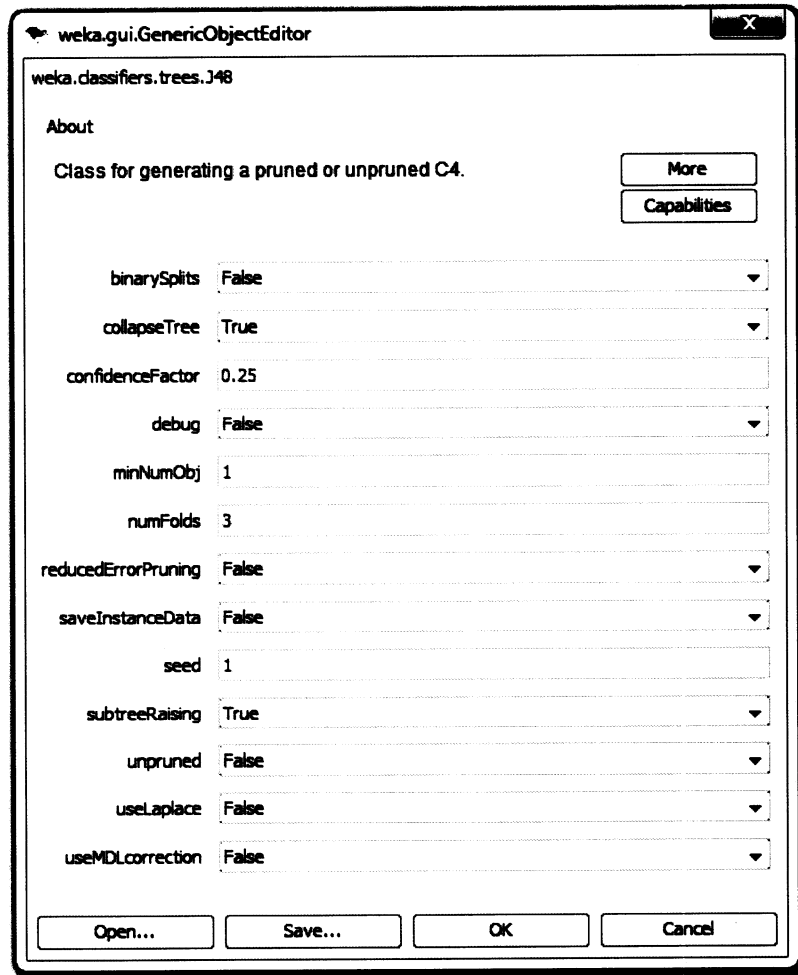 weka.gui.GenericObjectEditor
X
weka.classifiers.trees.J48
About
Class for generating a pruned or unpruned C4.
More
Capabilities
binarySplits False
collapseTree True
confidenceFactor 0.25
debug False
minNumObj 1
numFolds 3
reducedErrorPruning False
saveInstanceData False
seed 1
subtreeRaising True
unpruned False
useLaplace False
useMDLcorrection False
Open... Save... OK Cancel